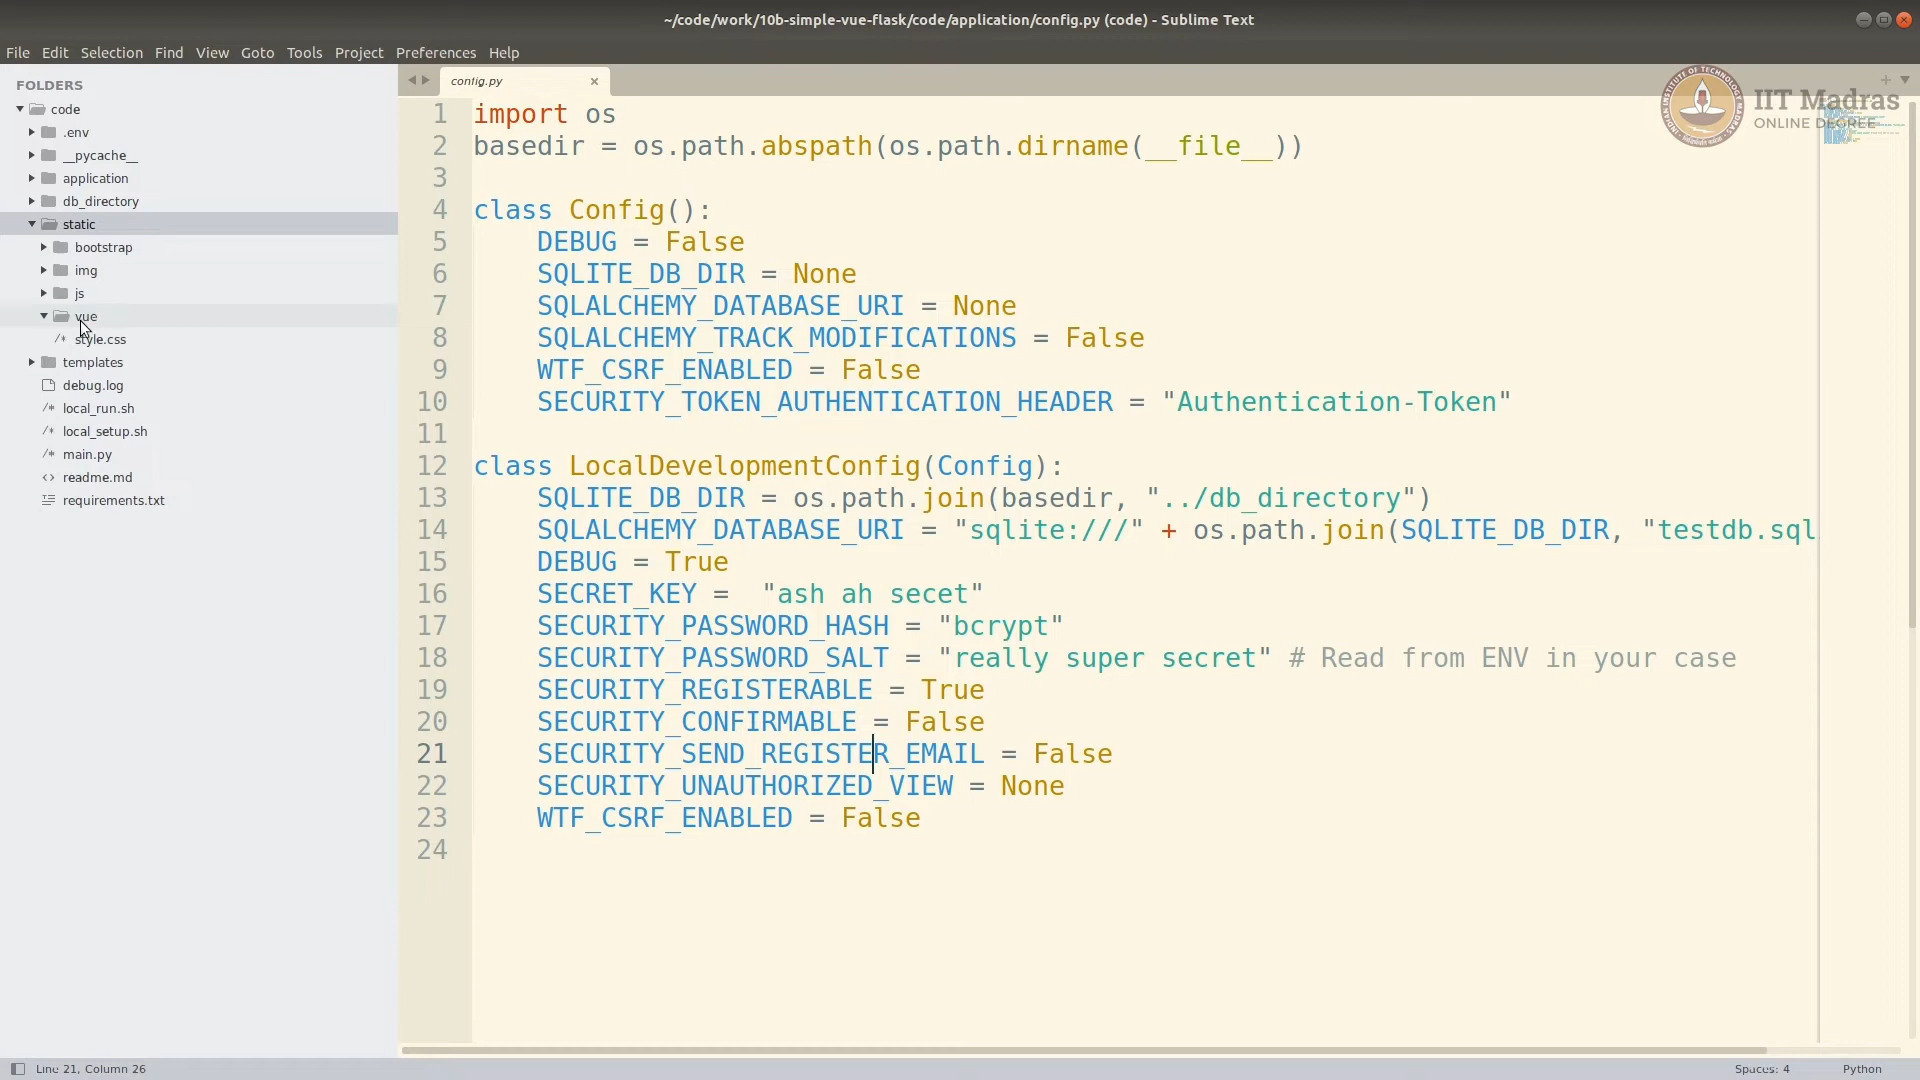 ~/code/work/10b-simple-vue-flask/code/application/config.py (code) - Sublime Text
File Edit Selection Find View Goto Tools Project Preferences Help
FOLDERS
code
.env
__pycache__
application
db_directory
static
bootstrap
img
js
vue
style.css
templates
debug.log
local_run.sh
local_setup.sh
main.py
readme.md
requirements.txt
config.py
IIT Madras
ONLINE DEGREE
INDIAN INSTITUTE OF TECHNOLOGY MADRAS
1 import os
2 basedir = os.path.abspath(os.path.dirname(__file__))
3
4 class Config():
5 DEBUG = False
6 SQLITE_DB_DIR = None
7 SQLALCHEMY_DATABASE_URI = None
8 SQLALCHEMY_TRACK_MODIFICATIONS = False
9 WTF_CSRF_ENABLED = False
10 SECURITY_TOKEN_AUTHENTICATION_HEADER = "Authentication-Token"
11
12 class LocalDevelopmentConfig(Config):
13 SQLITE_DB_DIR = os.path.join(basedir, "../db_directory")
14 SQLALCHEMY_DATABASE_URI = "sqlite:///" + os.path.join(SQLITE_DB_DIR, "testdb.sql
15 DEBUG = True
16 SECRET_KEY =  "ash ah secet"
17 SECURITY_PASSWORD_HASH = "bcrypt"
18 SECURITY_PASSWORD_SALT = "really super secret" # Read from ENV in your case
19 SECURITY_REGISTERABLE = True
20 SECURITY_CONFIRMABLE = False
21 SECURITY_SEND_REGISTER_EMAIL = False
22 SECURITY_UNAUTHORIZED_VIEW = None
23 WTF_CSRF_ENABLED = False
24
Line 21, Column 26
Spaces: 4
Python